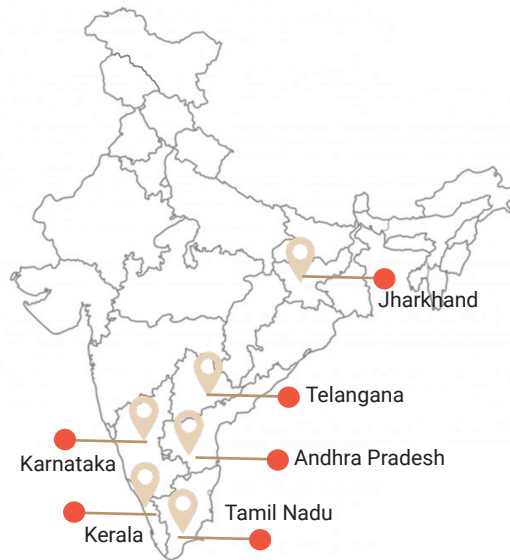 Jharkhand
Telangana
Karnataka
Andhra Pradesh
Tamil Nadu
Kerala